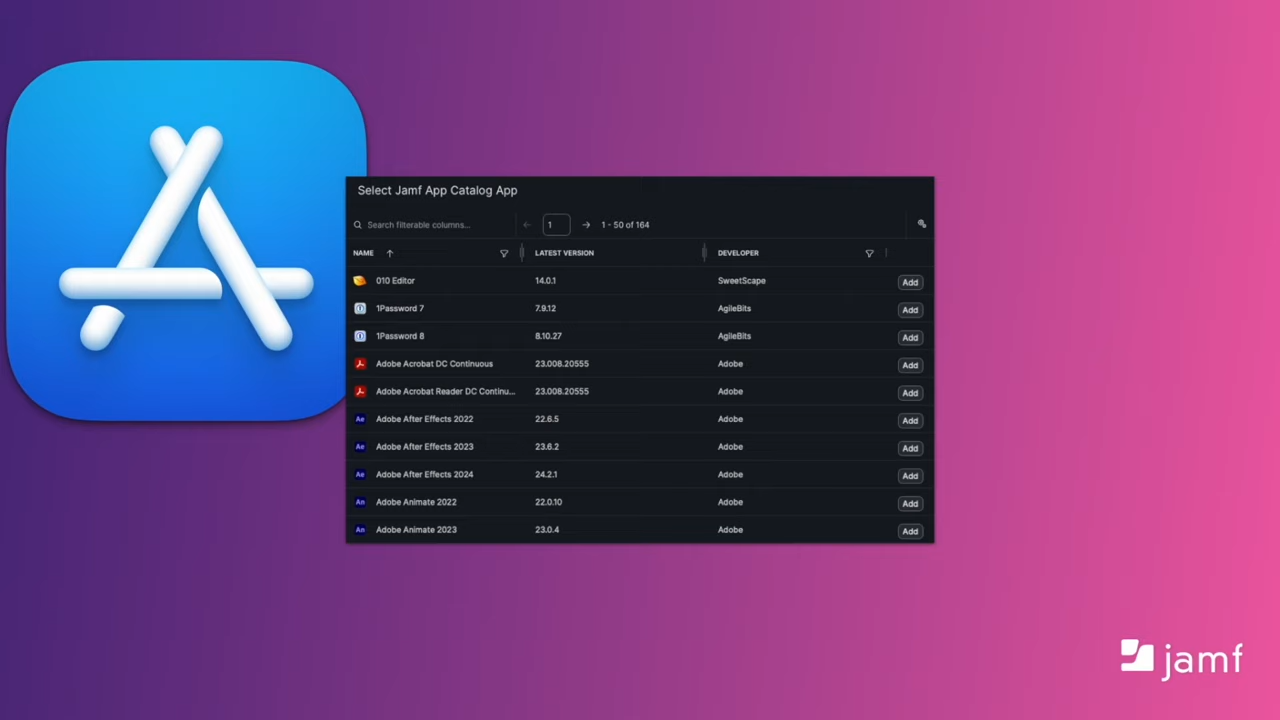 Select Jamf App Catalog App
Search filterable columns... 1 1 - 50 of 164
NAME LATEST VERSION DEVELOPER
010 Editor 14.0.1 SweetScape Add
1Password 7 7.9.12 AgileBits Add
1Password 8 8.10.27 AgileBits Add
Adobe Acrobat DC Continuous 23.008.20555 Adobe Add
Adobe Acrobat Reader DC Continu... 23.008.20555 Adobe Add
Ae Adobe After Effects 2022 22.6.5 Adobe Add
Ae Adobe After Effects 2023 23.6.2 Adobe Add
Ae Adobe After Effects 2024 24.2.1 Adobe Add
An Adobe Animate 2022 22.0.10 Adobe Add
An Adobe Animate 2023 23.0.4 Adobe Add
jamf